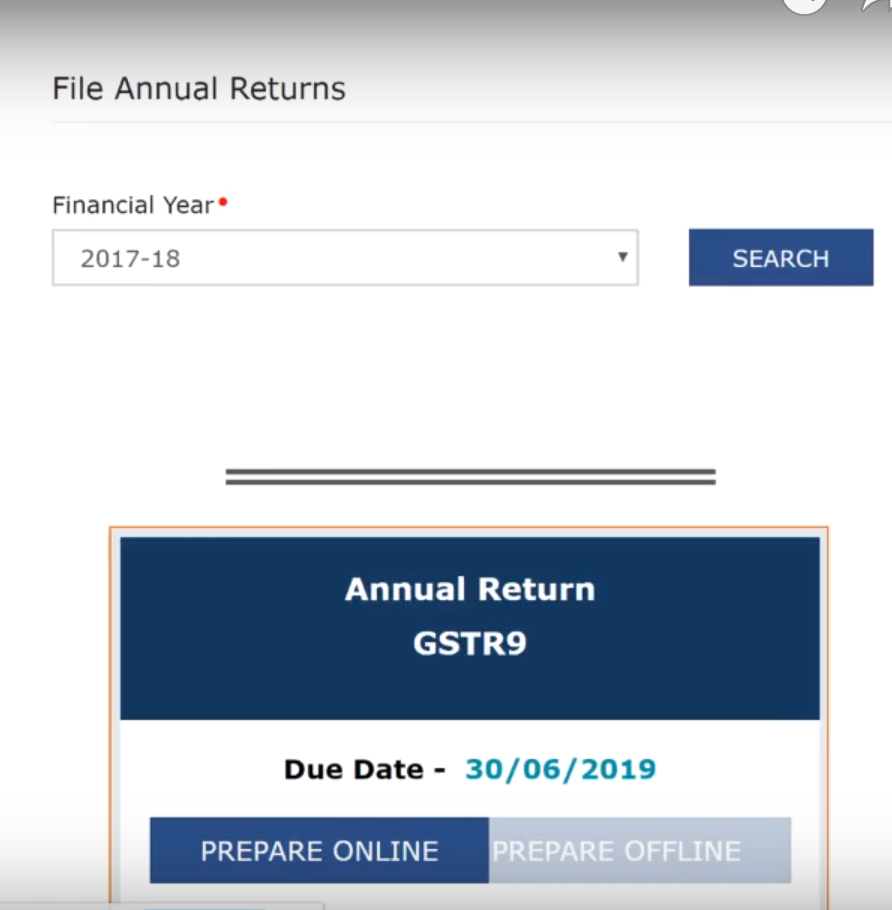 File Annual Returns
Financial Year•
2017-18
SEARCH
Annual Return
GSTR9
Due Date - 30/06/2019
PREPARE ONLINE
PREPARE OFFLINE